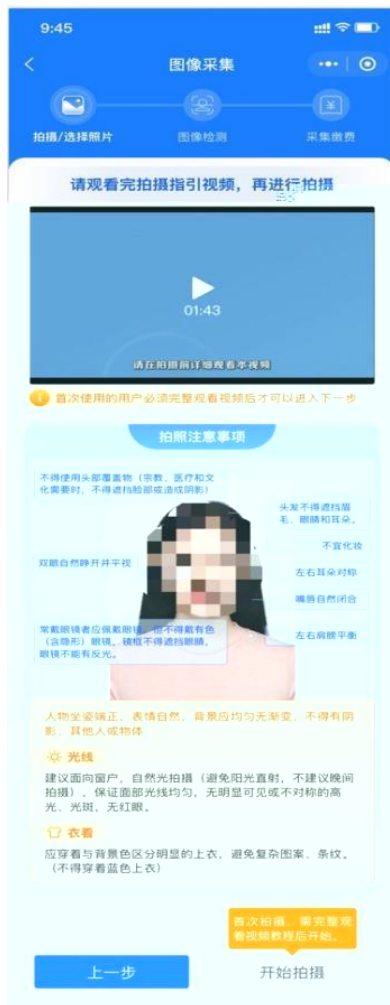 9:45
图像采集
拍摄/选择照片
图像检测
采集缴费
请观看完拍摄指引视频，再进行拍摄
01:43
请在拍摄前详细观看本视频
首次使用的用户必须完整观看视频后才可以进入下一步
拍照注意事项
不得使用头部覆盖物（宗教、医疗和文
化需要时，不得遮挡脸部或造成阴影）
头发不得遮挡眉
毛、眼睛和耳朵。
不宜化妆
双眼自然睁开并平视
左右耳朵对称
嘴唇自然闭合
常戴眼镜者应佩戴眼镜，但不得戴有色
（含隐形）眼镜，镜框不得遮挡眼睛，
眼镜不能有反光。
左右肩膀平衡
人物坐姿端正，表情自然，背景应均匀无渐变，不得有阴
影、其他人或物体
光线
建议面向窗户，自然光拍摄（避免阳光直射，不建议晚间
拍摄），保证面部光线均匀，无明显可见或不对称的高
光、光斑，无红眼。
衣着
应穿着与背景色区分明显的上衣，避免复杂图案、条纹。
（不得穿着蓝色上衣）
首次拍摄，需完整观
看视频教程后开始。
上一步
开始拍摄